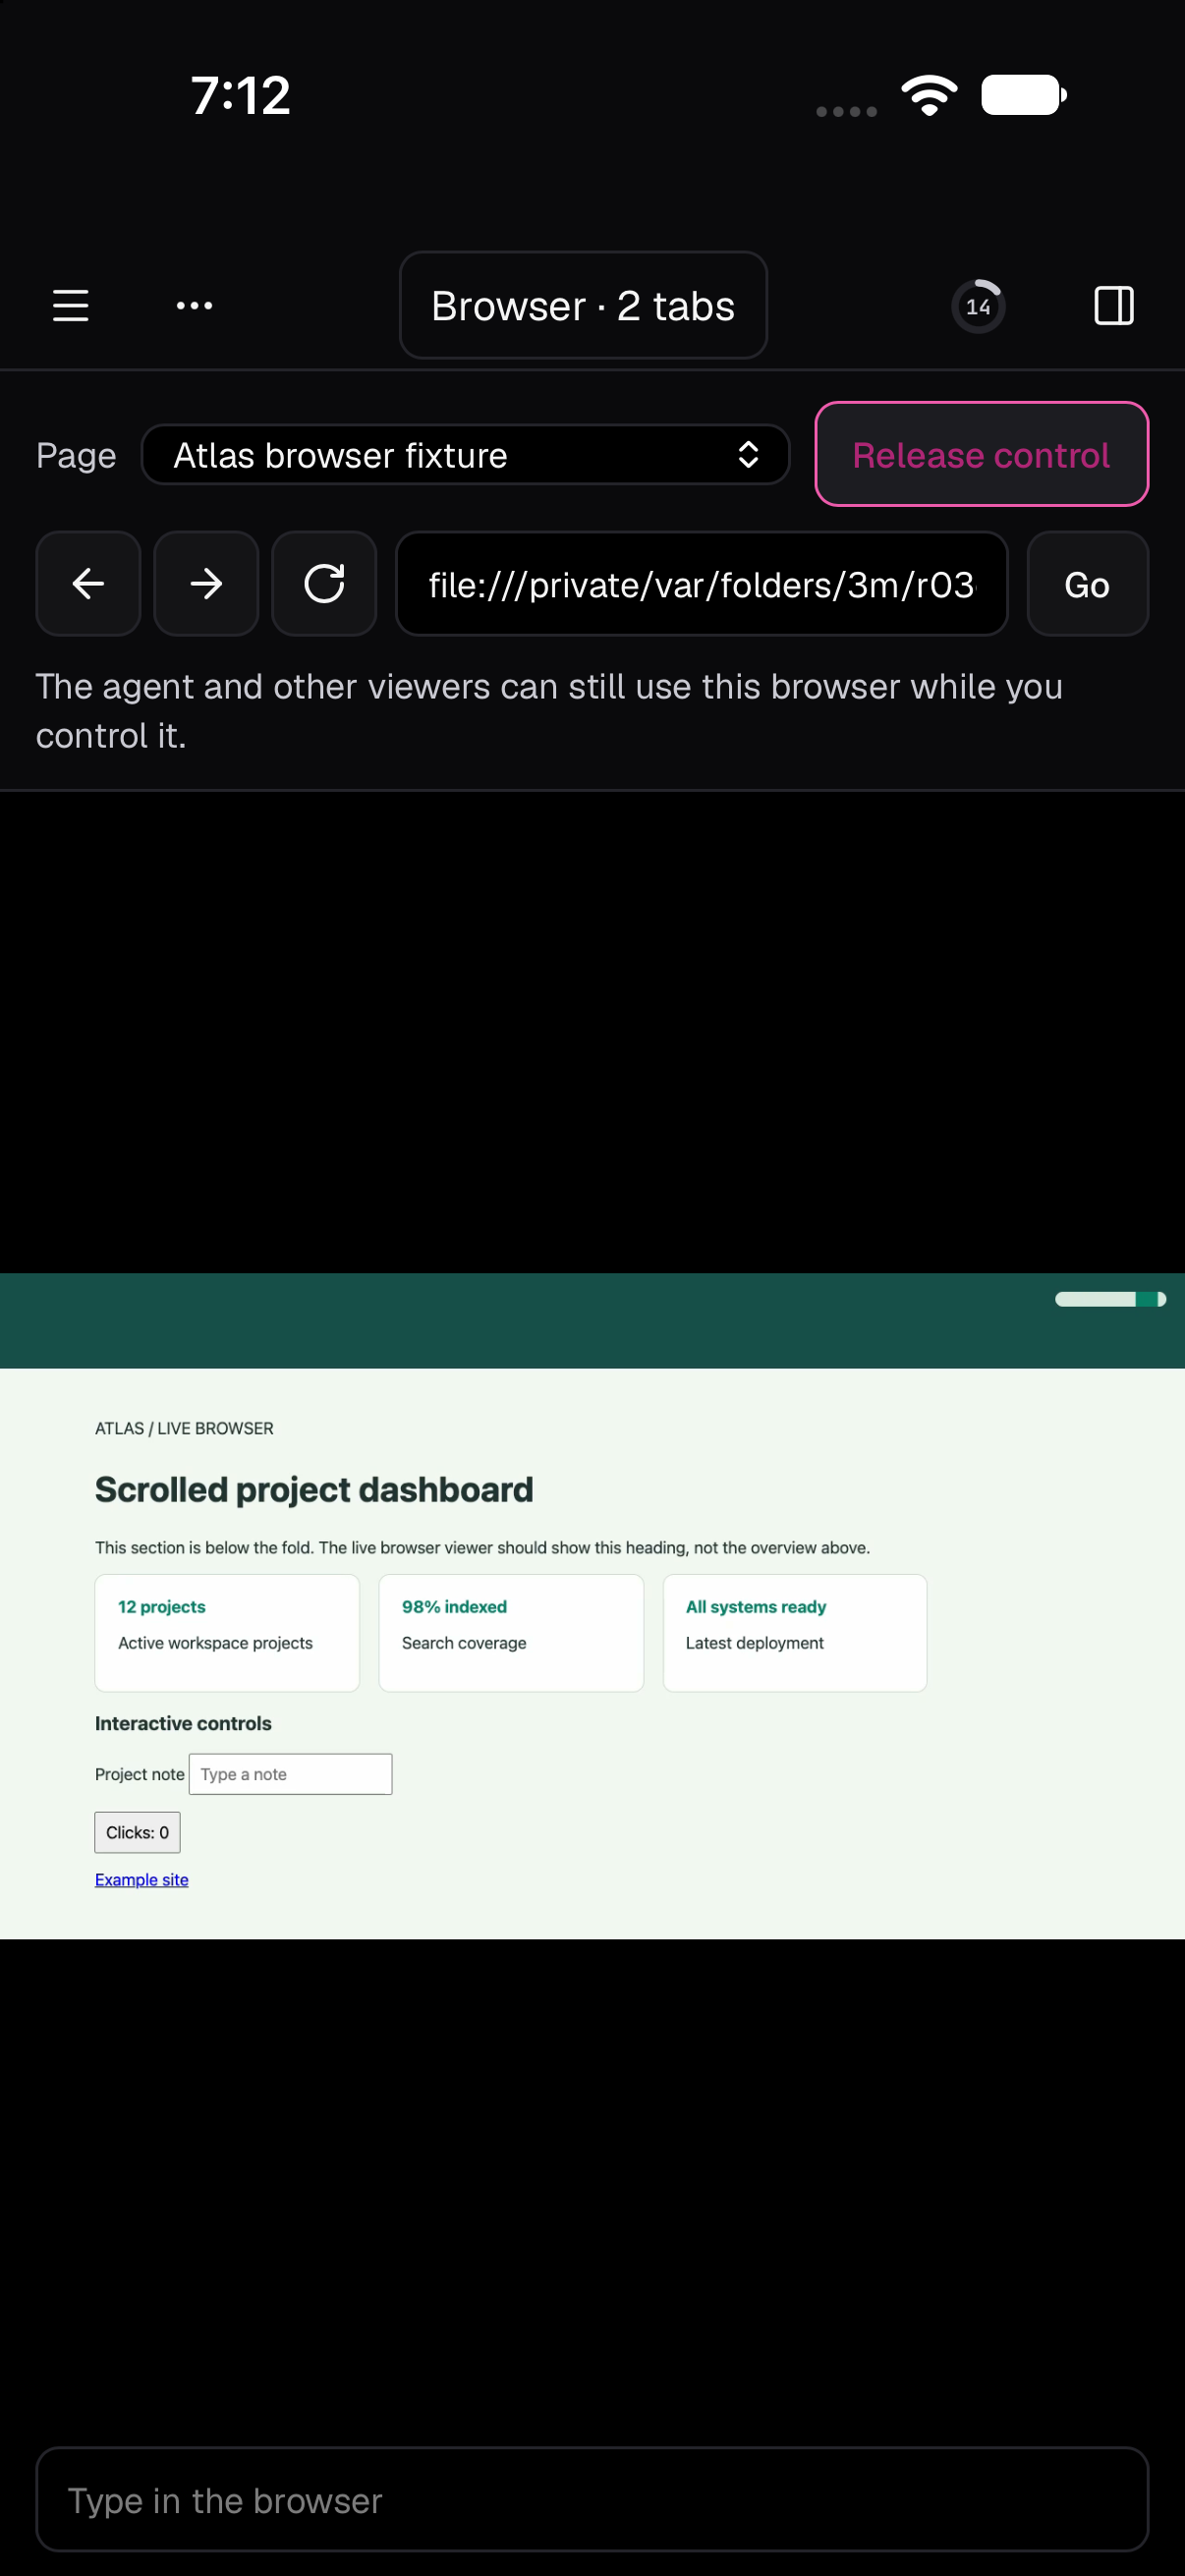 7:12
Browser · 2 tabs
14
Page
Atlas browser fixture
Release control
file:///private/var/folders/3m/r03
Go
The agent and other viewers can still use this browser while you
control it.
ATLAS / LIVE BROWSER
Scrolled project dashboard
This section is below the fold. The live browser viewer should show this heading, not the overview above.
12 projects
Active workspace projects
98% indexed
Search coverage
All systems ready
Latest deployment
Interactive controls
Project note
Type a note
Clicks: 0
Example site
Type in the browser